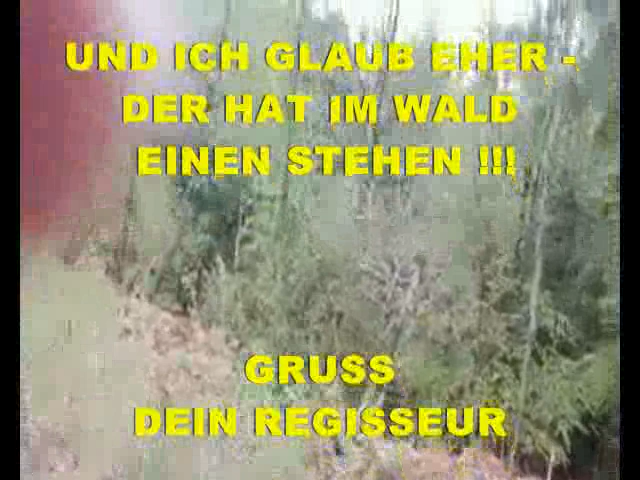 UND ICH GLAUB EHER -
DER HAT IM WALD
EINEN STEHEN !!!
GRUSS
DEIN REGISSEUR